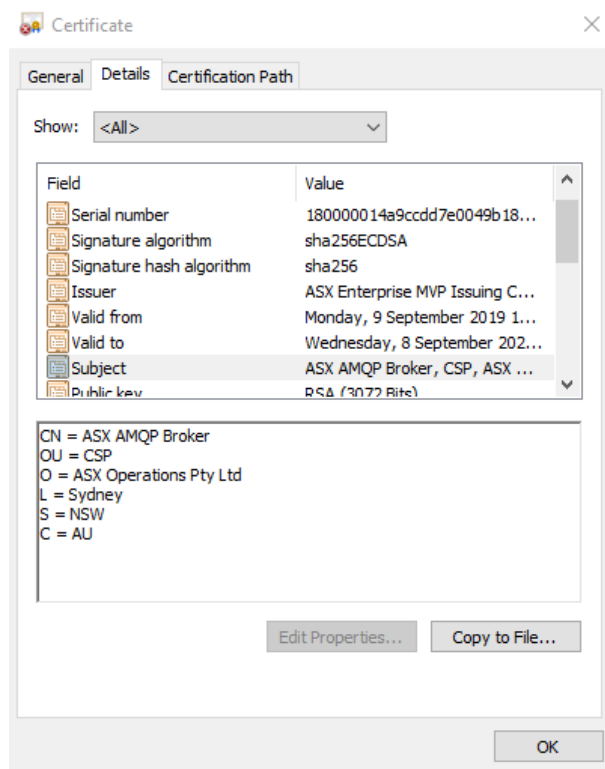 Certificate
General Details Certification Path
Show: <All>
Field Value
Serial number 180000014a9ccdd7e0049b18...
Signature algorithm sha256ECDSA
Signature hash algorithm sha256
Issuer ASX Enterprise MVP Issuing C...
Valid from Monday, 9 September 2019 1...
Valid to Wednesday, 8 September 202...
Subject ASX AMQP Broker, CSP, ASX ...
Public key RSA (3072 Bits)
CN = ASX AMQP Broker
OU = CSP
O = ASX Operations Pty Ltd
L = Sydney
S = NSW
C = AU
Edit Properties... Copy to File...
OK